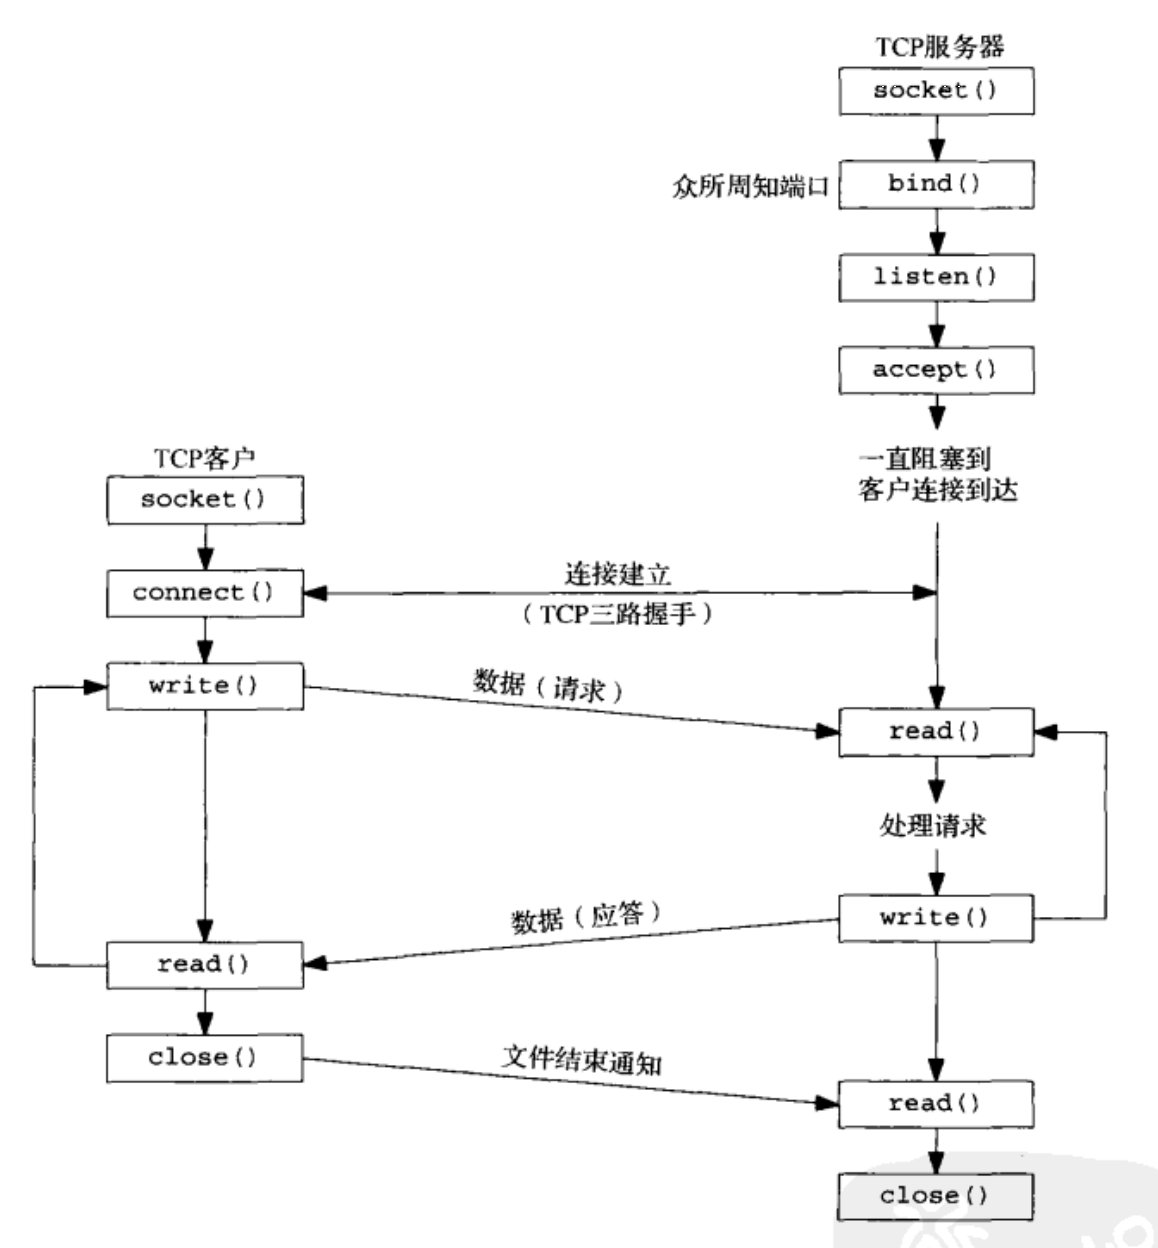 TCP服务器
socket()
众所周知端口
bind()
listen()
accept()
一直阻塞到
客户连接到达
TCP客户
socket()
connect()
连接建立
（TCP三路握手）
write()
数据（请求）
read()
处理请求
数据（应答）
write()
read()
close()
文件结束通知
read()
close()